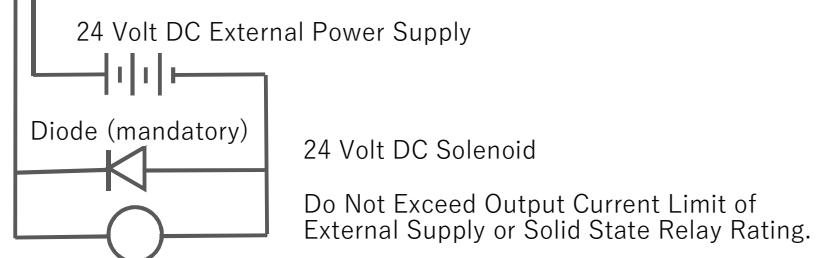 24 Volt DC External Power Supply
Diode (mandatory)
24 Volt DC Solenoid
Do Not Exceed Output Current Limit of
External Supply or Solid State Relay Rating.